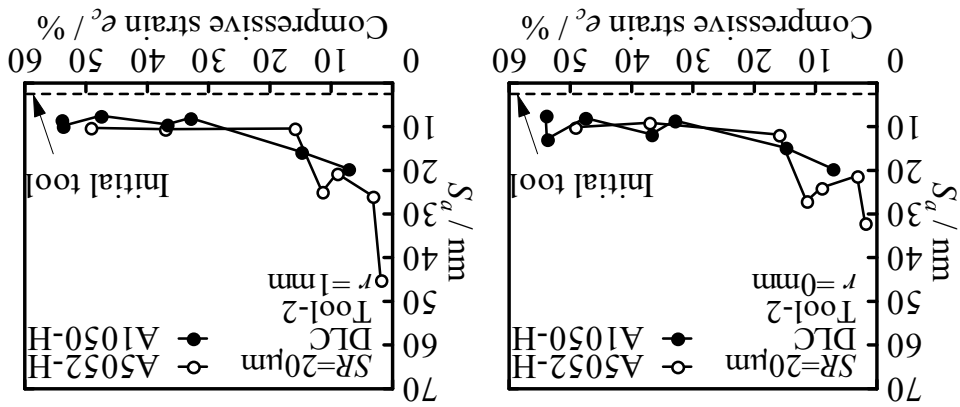 70
60
50
40
30
20
10
0
S_a / nm
SR=20μm
DLC
Tool-2
r=0mm
A5052-H
A1050-H
Initial tool
10 20 30 40 50 60
Compressive strain e_c / %
70
60
50
40
30
20
10
0
S_a / nm
SR=20μm
DLC
Tool-2
r=1mm
A5052-H
A1050-H
Initial tool
10 20 30 40 50 60
Compressive strain e_c / %